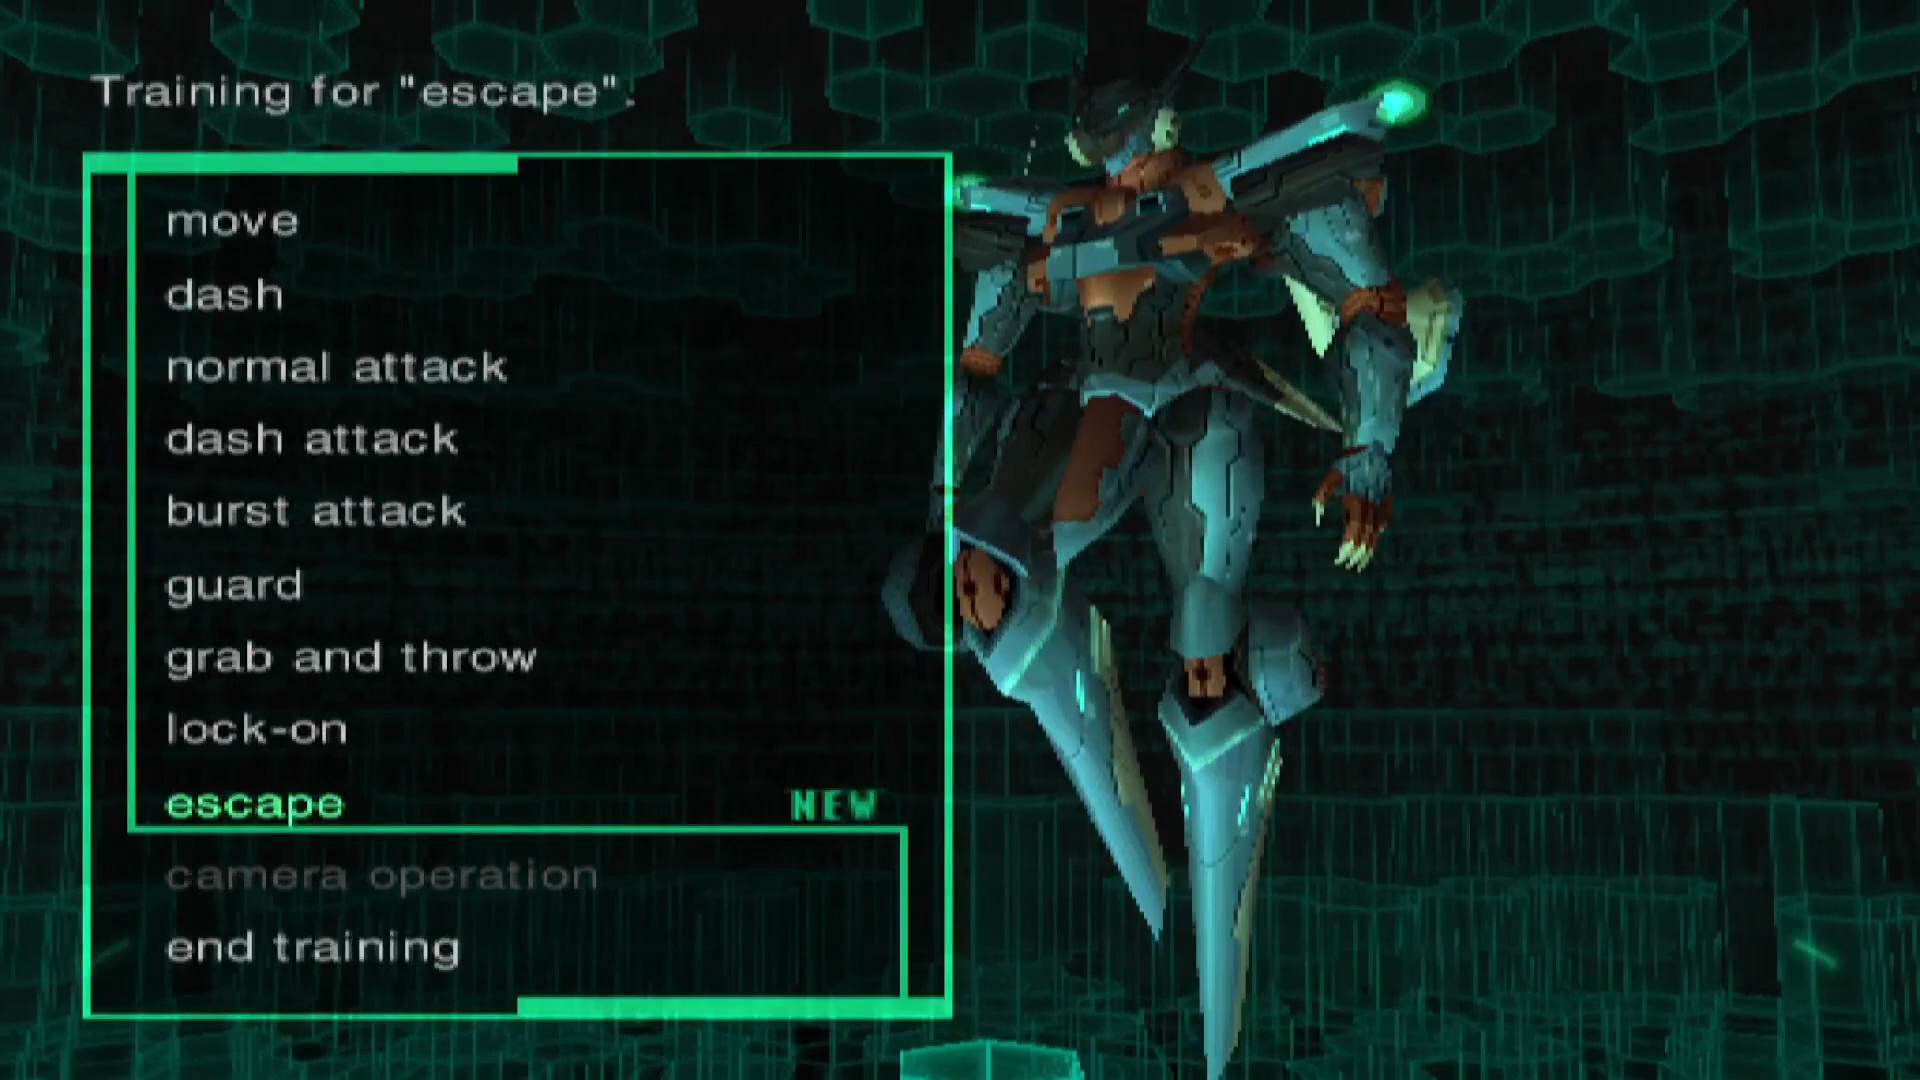 Training for "escape".
move
dash
normal attack
dash attack
burst attack
guard
grab and throw
lock-on
escape NEW
camera operation
end training